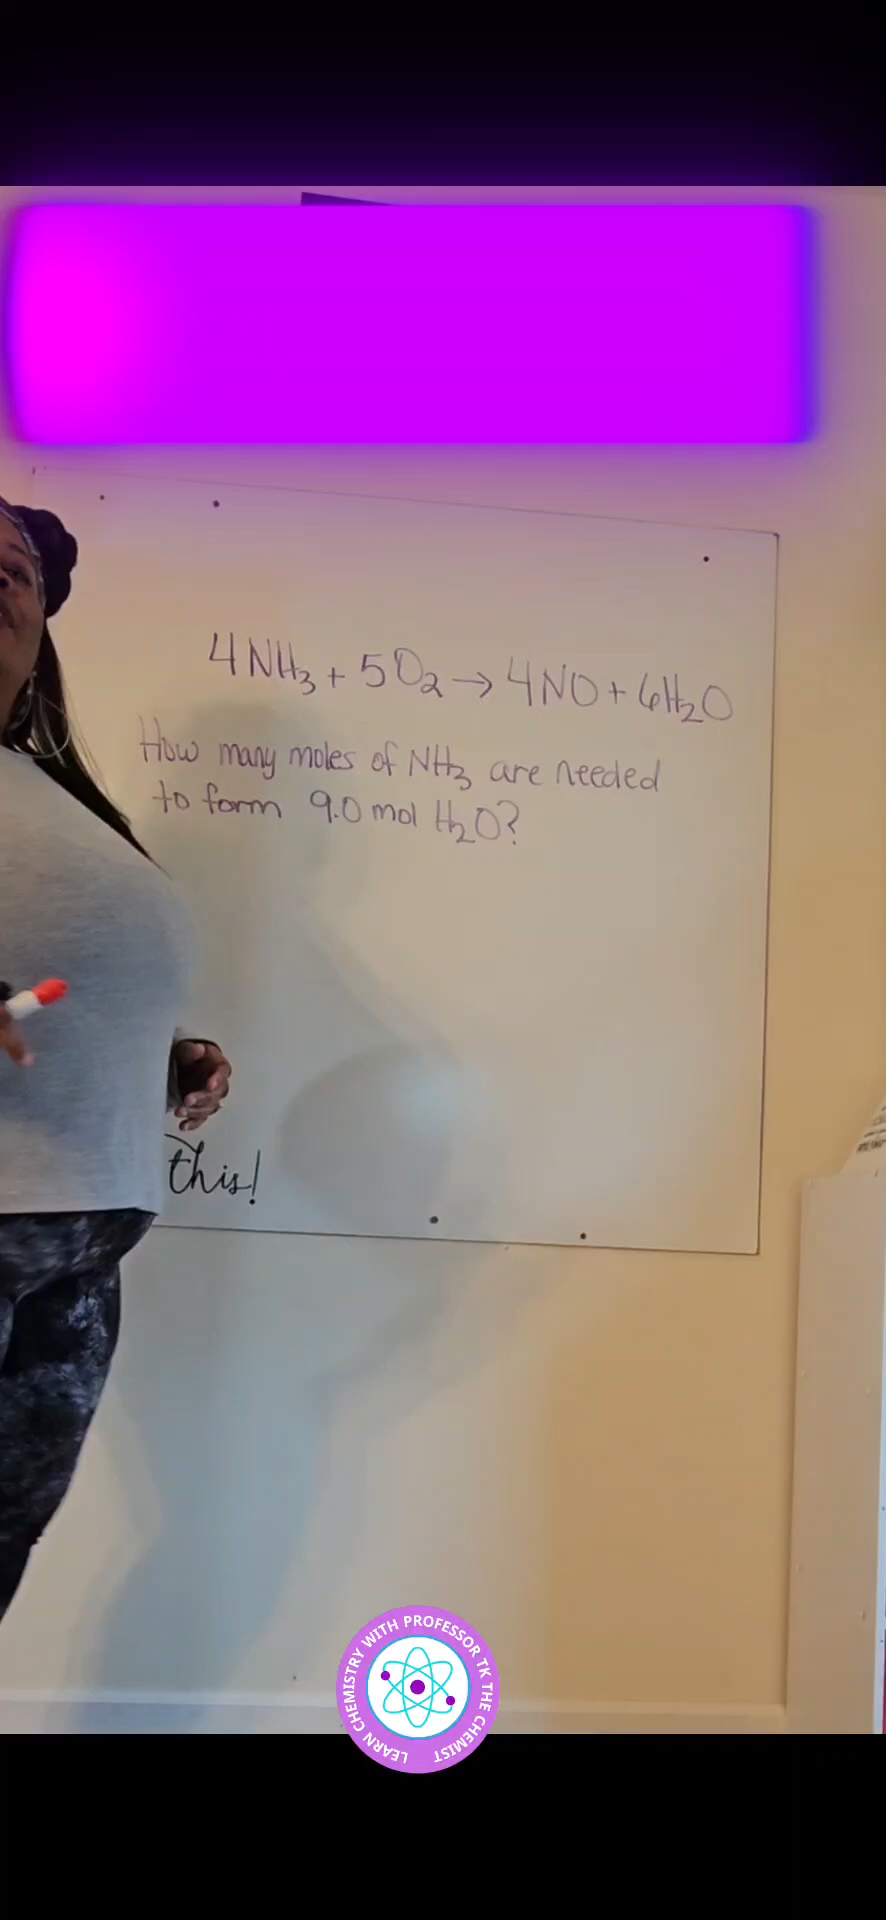 4NH₃ + 5O₂ → 4NO + 6H₂O
How many moles of NH₃ are needed
to form 9.0 mol H₂O?
this!
LEARN CHEMISTRY WITH PROFESSOR TK THE CHEMIST